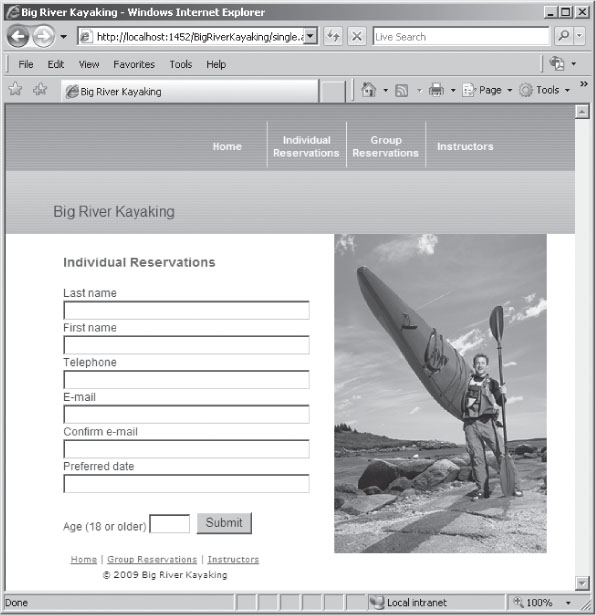 Big River Kayaking - Windows Internet Explorer
http://localhost:1452/BigRiverKayaking/single.a
Live Search
File Edit View Favorites Tools Help
Big River Kayaking
Page Tools »
Home Individual Reservations Group Reservations Instructors
Big River Kayaking
Individual Reservations
Last name
First name
Telephone
E-mail
Confirm e-mail
Preferred date
Age (18 or older) Submit
Home | Group Reservations | Instructors
© 2009 Big River Kayaking
Done Local intranet 100%